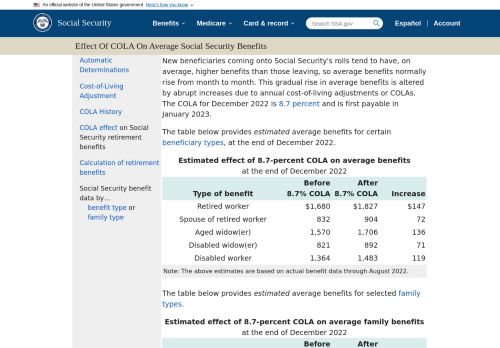 An official website of the United States government Here's how you know
Social Security
Benefits Medicare Card & record Search SSA.gov Español Account
Effect Of COLA On Average Social Security Benefits
Automatic
Determinations
Cost-of-Living
Adjustment
COLA History
COLA effect on Social
Security retirement
benefits
Calculation of retirement
benefits
Social Security benefit
data by…
benefit type or
family type
New beneficiaries coming onto Social Security's rolls tend to have, on
average, higher benefits than those leaving, so average benefits normally
rise from month to month. This gradual rise in average benefits is altered
by abrupt increases due to annual cost-of-living adjustments or COLAs.
The COLA for December 2022 is 8.7 percent and is first payable in
January 2023.
The table below provides estimated average benefits for certain
beneficiary types, at the end of December 2022.
Estimated effect of 8.7-percent COLA on average benefits
at the end of December 2022
Before After
Type of benefit 8.7% COLA 8.7% COLA Increase
Retired worker $1,680 $1,827 $147
Spouse of retired worker 832 904 72
Aged widow(er) 1,570 1,706 136
Disabled widow(er) 821 892 71
Disabled worker 1,364 1,483 119
Note: The above estimates are based on actual benefit data through August 2022.
The table below provides estimated average benefits for selected family
types.
Estimated effect of 8.7-percent COLA on average family benefits
at the end of December 2022
Before After